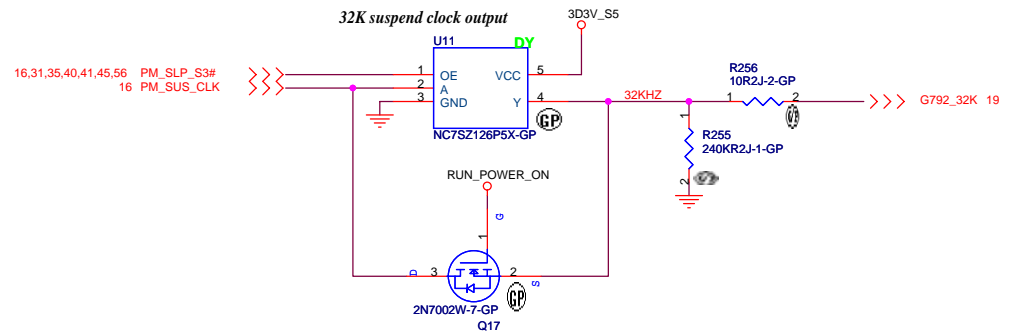 32K suspend clock output
3D3V_S5
U11
DY
16,31,35,40,41,45,56 PM_SLP_S3#
16 PM_SUS_CLK
1 OE VCC 5
2 A
3 GND Y 4
NC7SZ126P5X-GP
GP
32KHZ
R256
10R2J-2-GP
1 2
G792_32K 19
1
R255
240KR2J-1-GP
2
RUN_POWER_ON
G
1
D 3 2 S
GP
2N7002W-7-GP
Q17